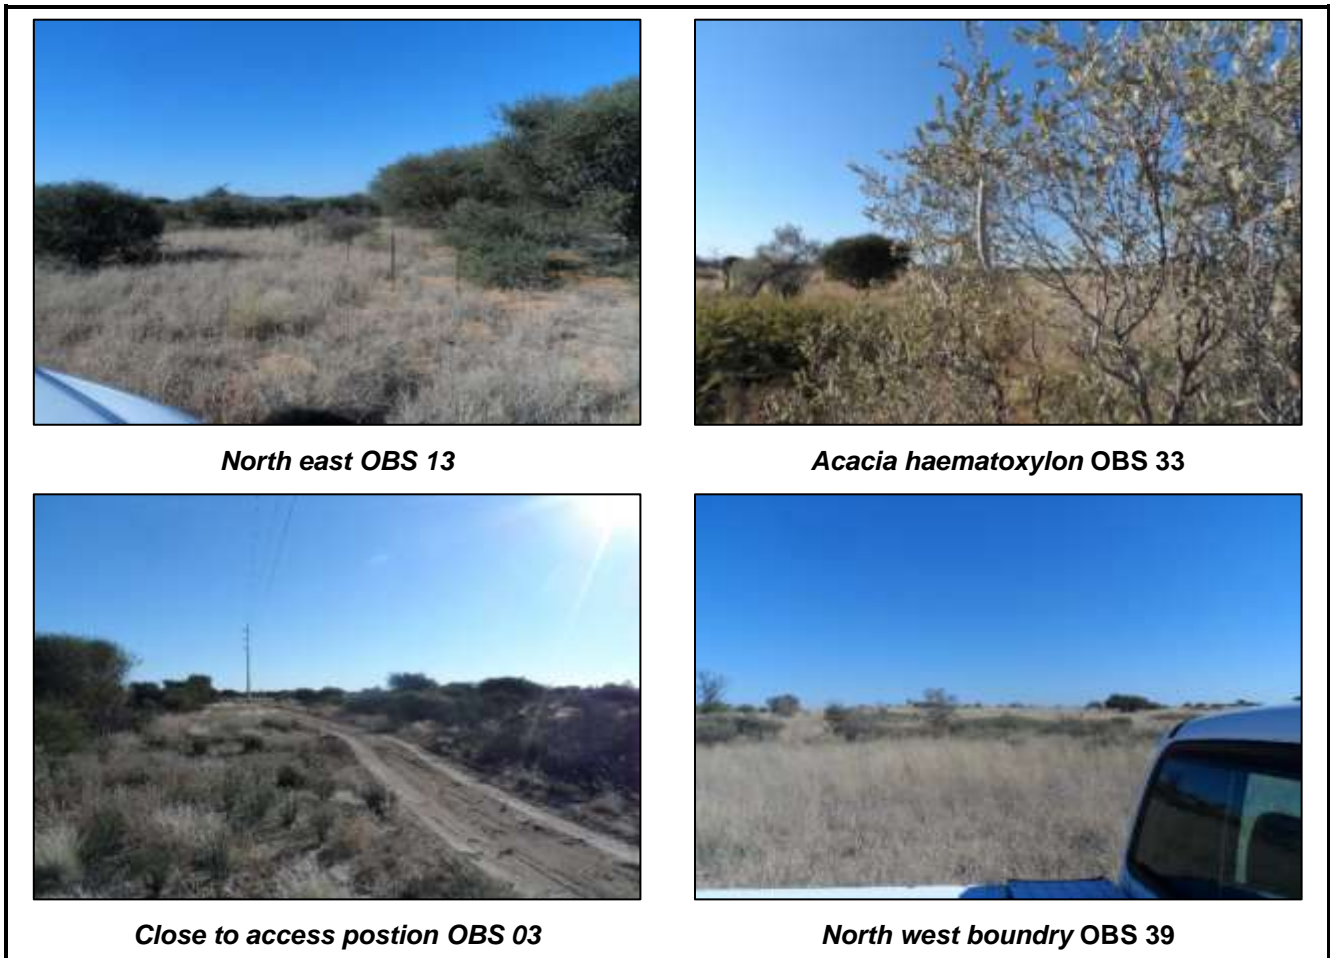 North east OBS 13
Acacia haematoxylon OBS 33
Close to access postion OBS 03
North west boundry OBS 39